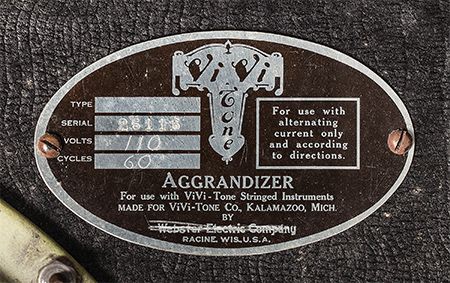 ViVi
Tone
TYPE
SERIAL
VOLTS 110
CYCLES 60
For use with
alternating
current only
and according
to directions.
AGGRANDIZER
For use with ViVi-Tone Stringed Instruments
MADE FOR ViVi-TONE CO., KALAMAZOO, MICH.
BY
Webster Electric Company
RACINE, WIS. U.S.A.